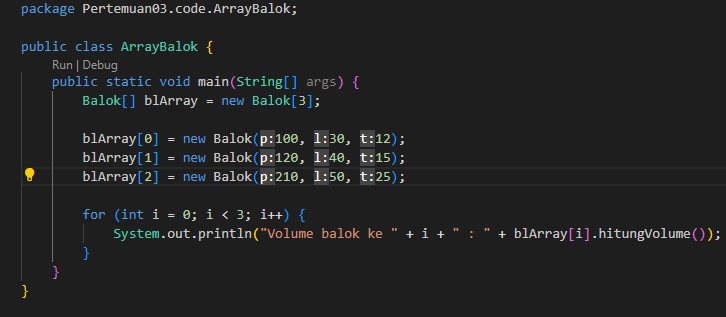 package Pertemuan03.code.ArrayBalok;
public class ArrayBalok {
Run | Debug
public static void main(String[] args) {
Balok[] blArray = new Balok[3];
blArray[0] = new Balok(p:100, l:30, t:12);
blArray[1] = new Balok(p:120, l:40, t:15);
blArray[2] = new Balok(p:210, l:50, t:25);
for (int i = 0; i < 3; i++) {
System.out.println("Volume balok ke " + i + " : " + blArray[i].hitungVolume());
}
}
}